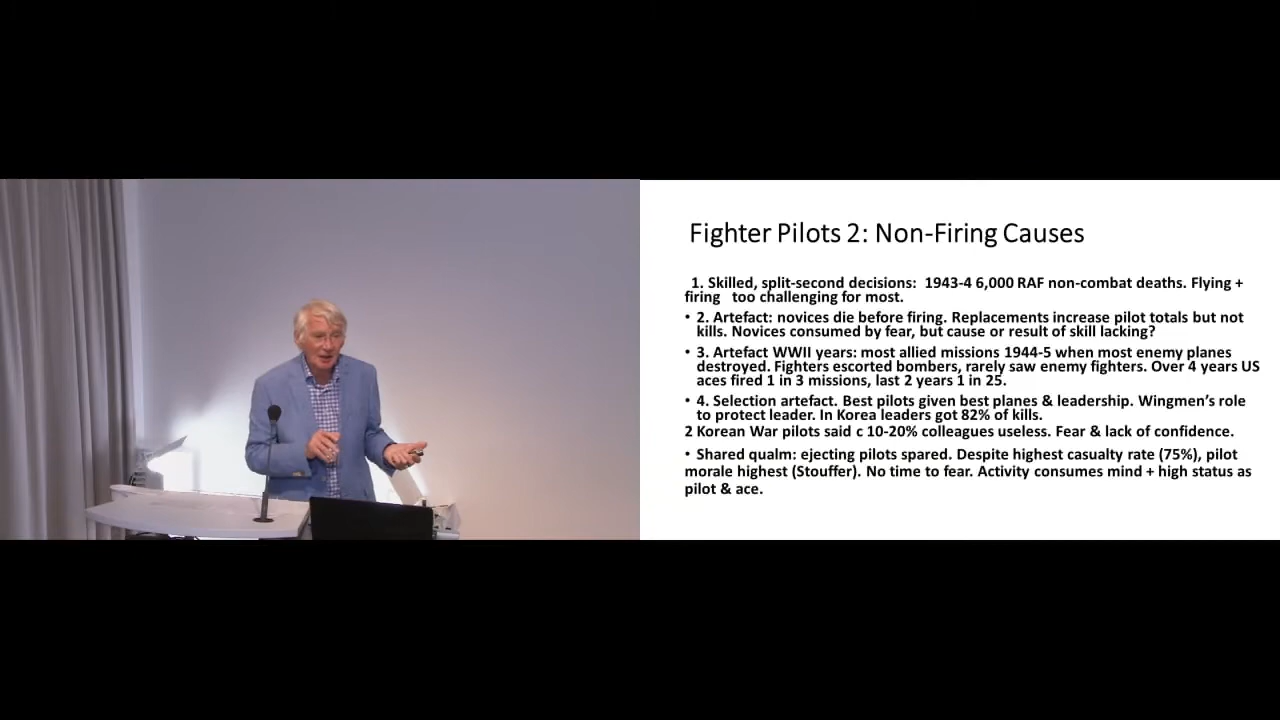 Fighter Pilots 2: Non-Firing Causes
1. Skilled, split-second decisions: 1943-4 6,000 RAF non-combat deaths. Flying +
firing too challenging for most.
• 2. Artefact: novices die before firing. Replacements increase pilot totals but not
kills. Novices consumed by fear, but cause or result of skill lacking?
• 3. Artefact WWII years: most allied missions 1944-5 when most enemy planes
destroyed. Fighters escorted bombers, rarely saw enemy fighters. Over 4 years US
aces fired 1 in 3 missions, last 2 years 1 in 25.
• 4. Selection artefact. Best pilots given best planes & leadership. Wingmen's role
to protect leader. In Korea leaders got 82% of kills.
2 Korean War pilots said c 10-20% colleagues useless. Fear & lack of confidence.
• Shared qualm: ejecting pilots spared. Despite highest casualty rate (75%), pilot
morale highest (Stouffer). No time to fear. Activity consumes mind + high status as
pilot & ace.